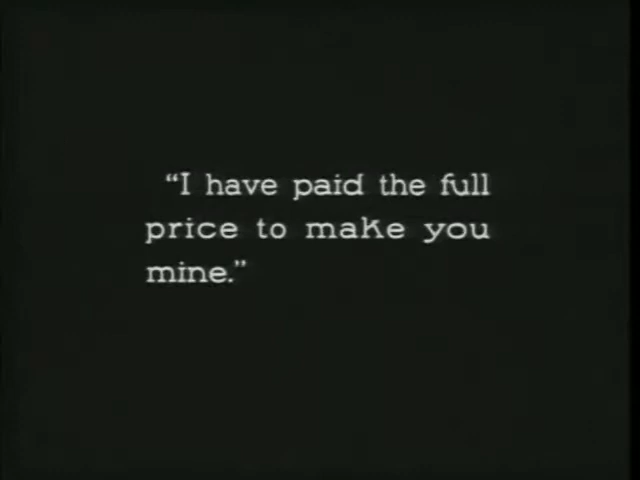 “I have paid the full
price to make you
mine.”